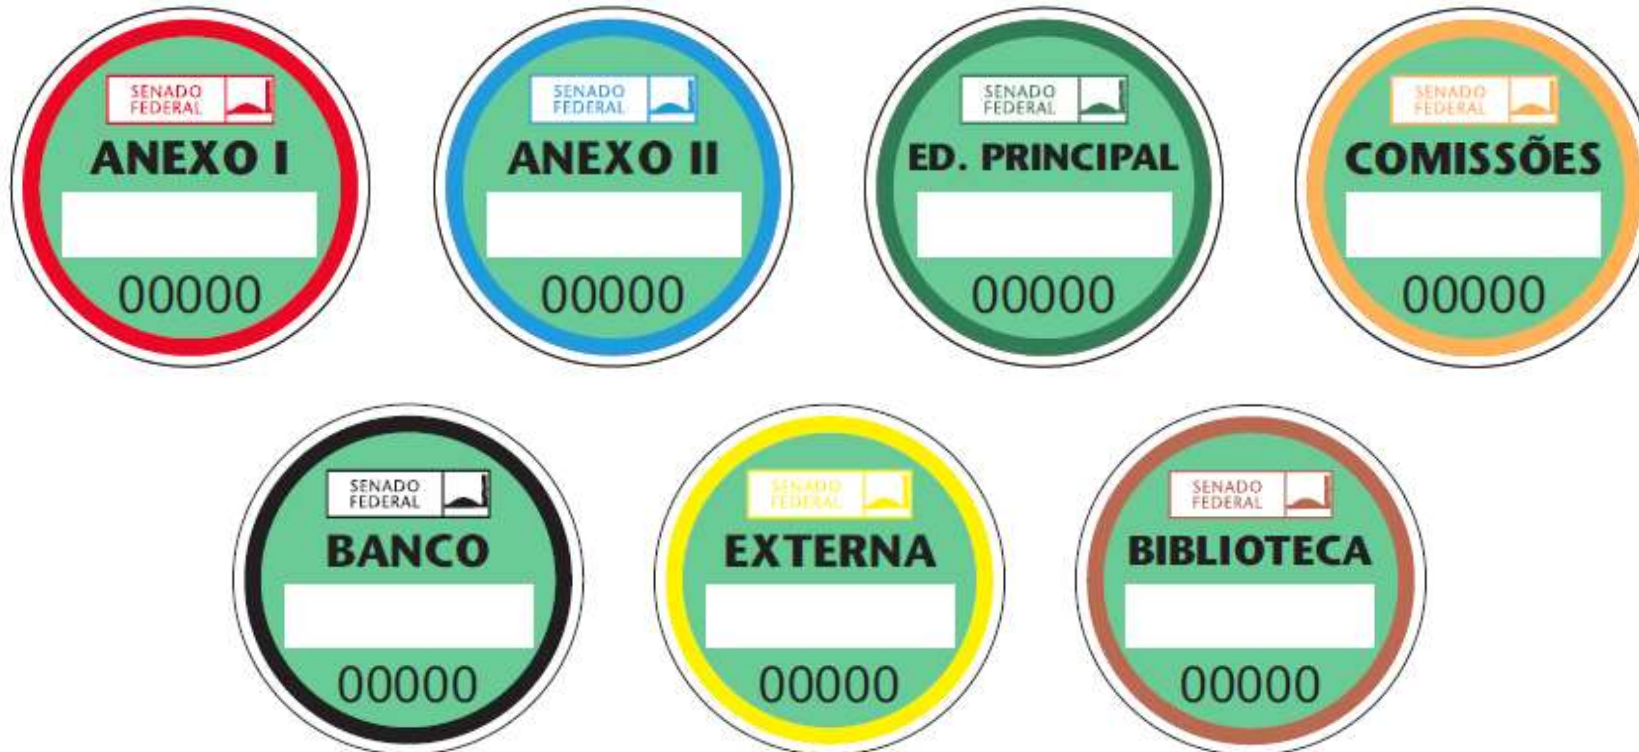 SENADO
FEDERAL
ANEXO I
00000
SENADO
FEDERAL
ANEXO II
00000
SENADO
FEDERAL
ED. PRINCIPAL
00000
SENADO
FEDERAL
COMISSÕES
00000
SENADO
FEDERAL
BANCO
00000
SENADO
FEDERAL
EXTERNA
00000
SENADO
FEDERAL
BIBLIOTECA
00000